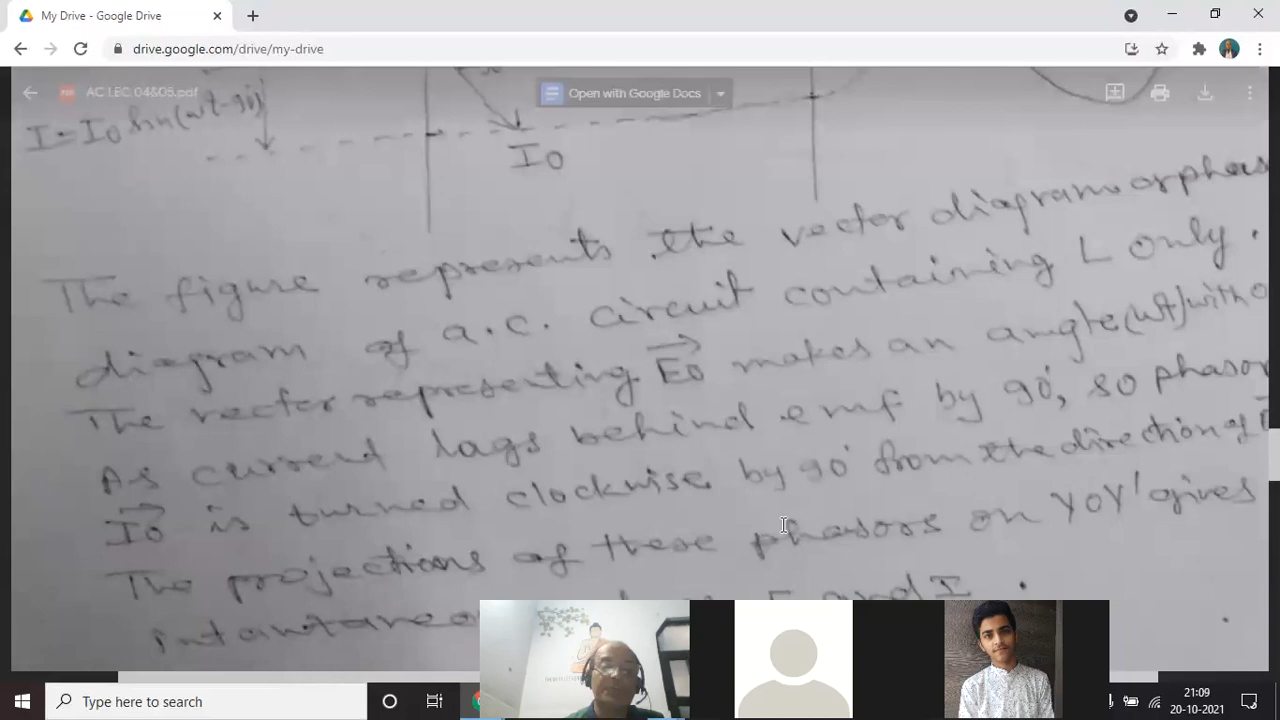 My Drive - Google Drive
drive.google.com/drive/my-drive
AC LEC 04&05.pdf
Open with Google Docs
I = I0 sin(wt-90)
I0
The figure represents the vector diagram or phas
diagram of a.c. circuit containing L only.
The vector representing E0 makes an angle (wt) with O
As current lags behind emf by 90°, so phasor
I0 is turned clockwise by 90° from the direction of E
The projections of these phasors on YOY' gives
intantaneo E and I.
Type here to search
21:09
20-10-2021